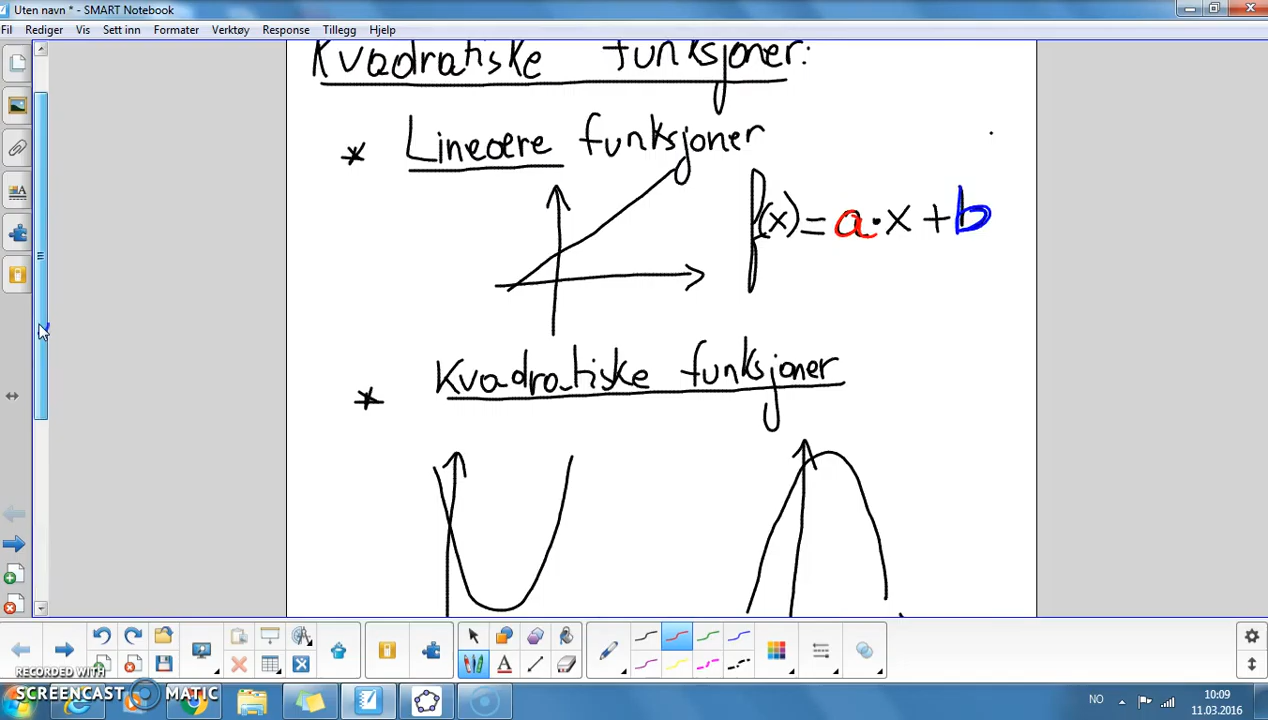 Uten navn * - SMART Notebook
Fil Rediger Vis Sett inn Formater Verktøy Tillegg Response Hjelp
Kvadratiske funksjoner:
* Lineære funksjoner
f(x) = a·x + b
* Kvadratiske funksjoner
RECORDED WITH
SCREENCAST MATIC
NO
10:09
11.03.2016